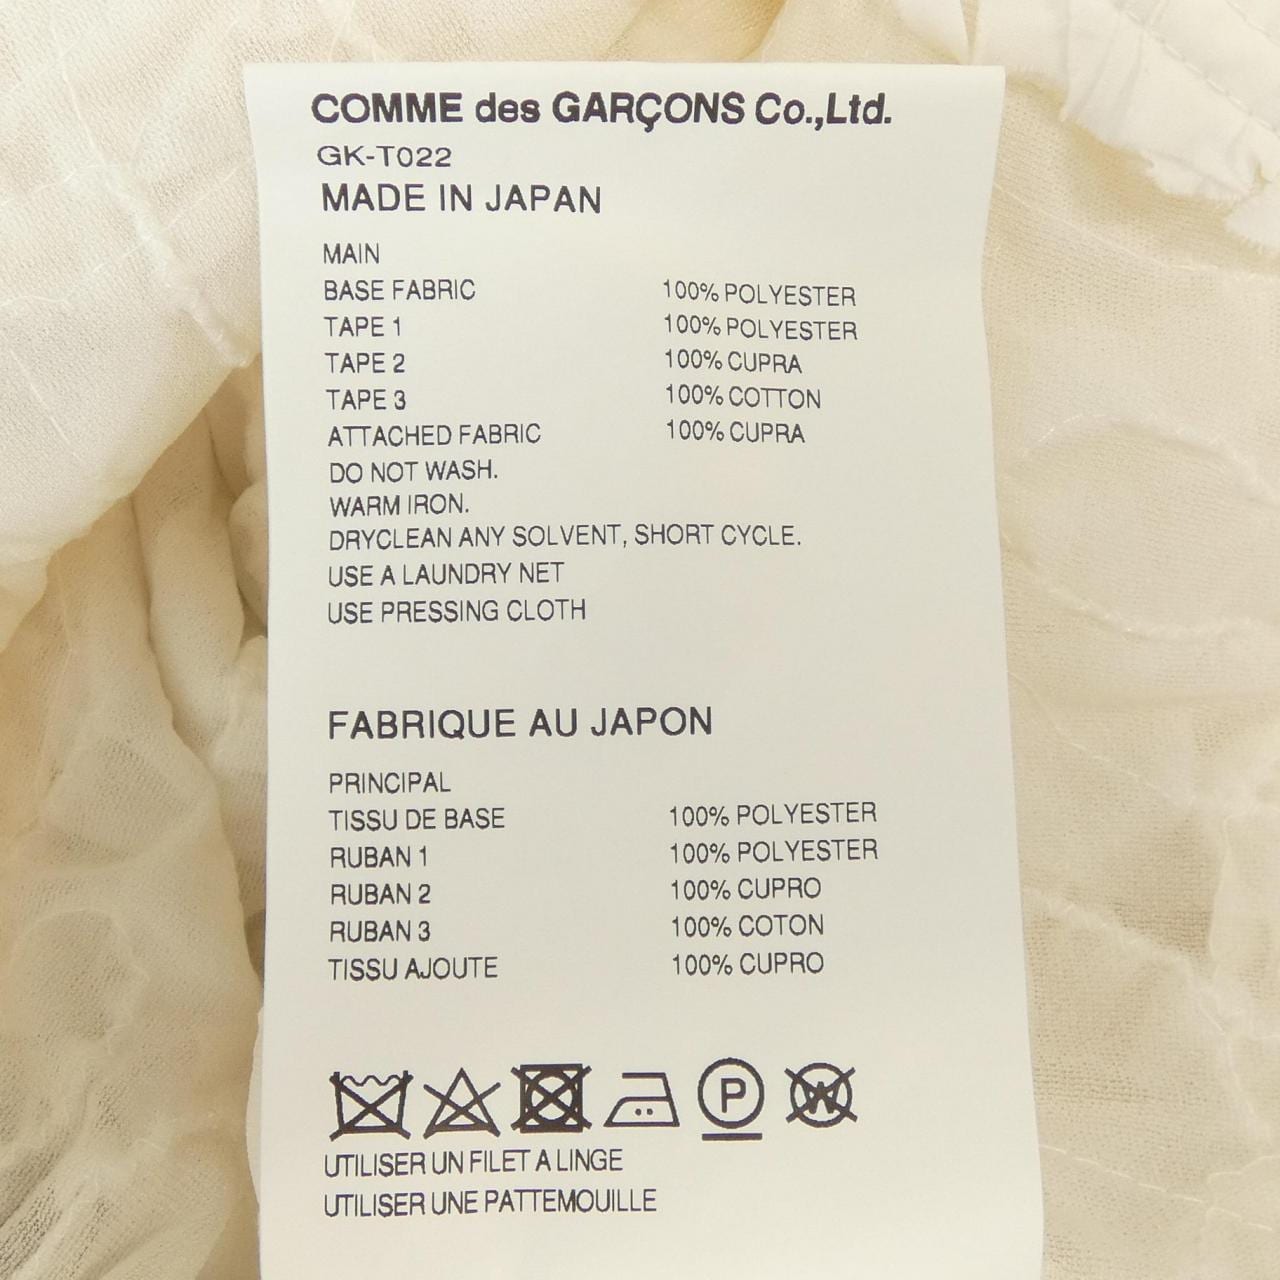 COMME des GARÇONS Co.,Ltd.
GK-T022
MADE IN JAPAN
MAIN
BASE FABRIC 100% POLYESTER
TAPE 1 100% POLYESTER
TAPE 2 100% CUPRA
TAPE 3 100% COTTON
ATTACHED FABRIC 100% CUPRA
DO NOT WASH.
WARM IRON.
DRYCLEAN ANY SOLVENT, SHORT CYCLE.
USE A LAUNDRY NET
USE PRESSING CLOTH
FABRIQUE AU JAPON
PRINCIPAL
TISSU DE BASE 100% POLYESTER
RUBAN 1 100% POLYESTER
RUBAN 2 100% CUPRO
RUBAN 3 100% COTON
TISSU AJOUTE 100% CUPRO
P W
UTILISER UN FILET A LINGE
UTILISER UNE PATTEMOUILLE